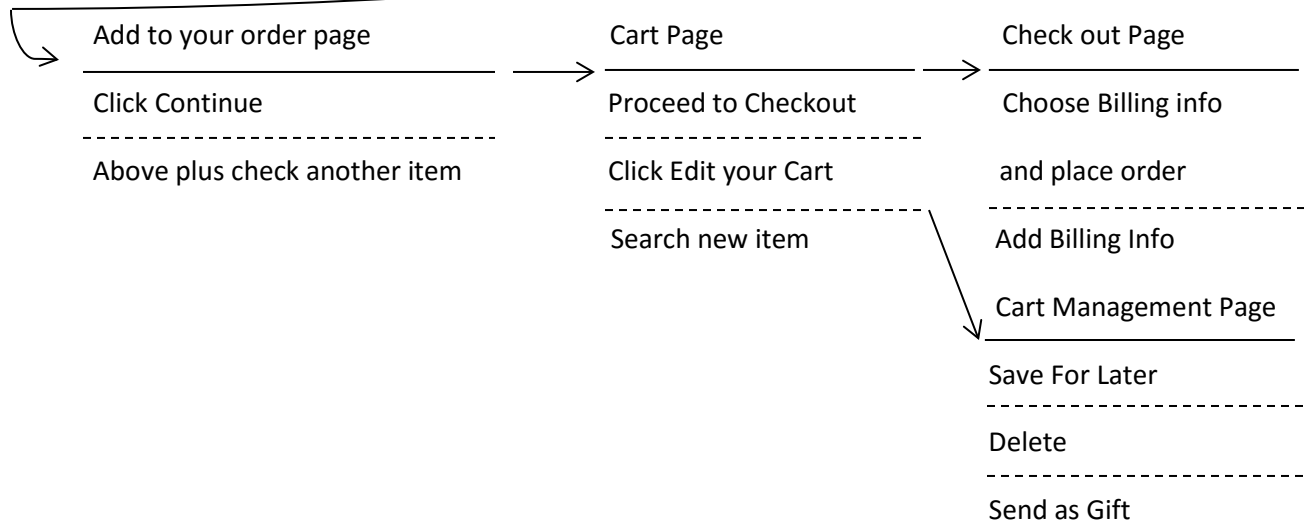 Add to your order page
Click Continue
Above plus check another item
Cart Page
Proceed to Checkout
Click Edit your Cart
Search new item
Check out Page
Choose Billing info
and place order
Add Billing Info
Cart Management Page
Save For Later
Delete
Send as Gift